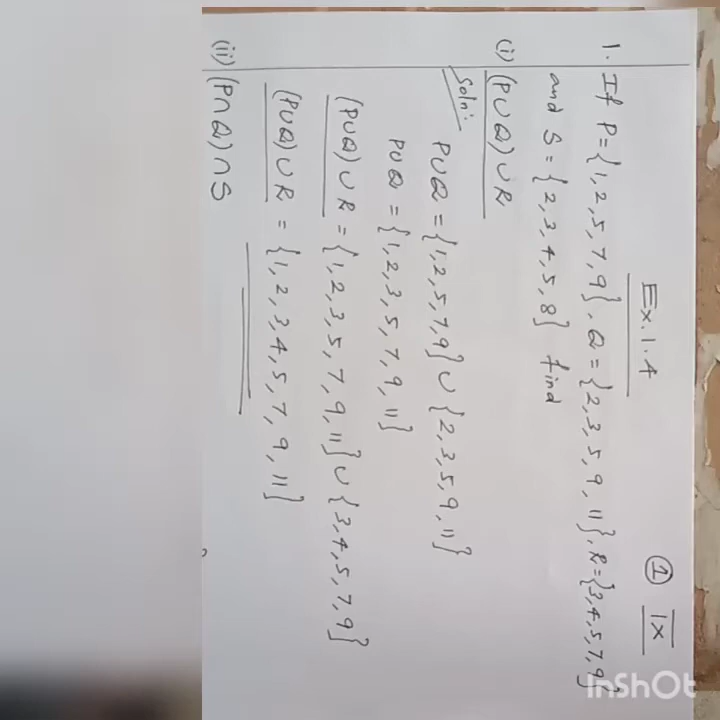 Ex.1.4
① IX
1. If P={1,2,5,7,9}, Q={2,3,5,9,11}, R={3,4,5,7,9}
and S={2,3,4,5,8} find
(i) (P∪Q)∪R
Soln:
P∪Q = {1,2,5,7,9}∪{2,3,5,9,11}
P∪Q = {1,2,3,5,7,9,11}
(P∪Q)∪R = {1,2,3,5,7,9,11}∪{3,4,5,7,9}
(P∪Q)∪R = {1,2,3,4,5,7,9,11}
(ii) (P∩Q)∩S
InShOt